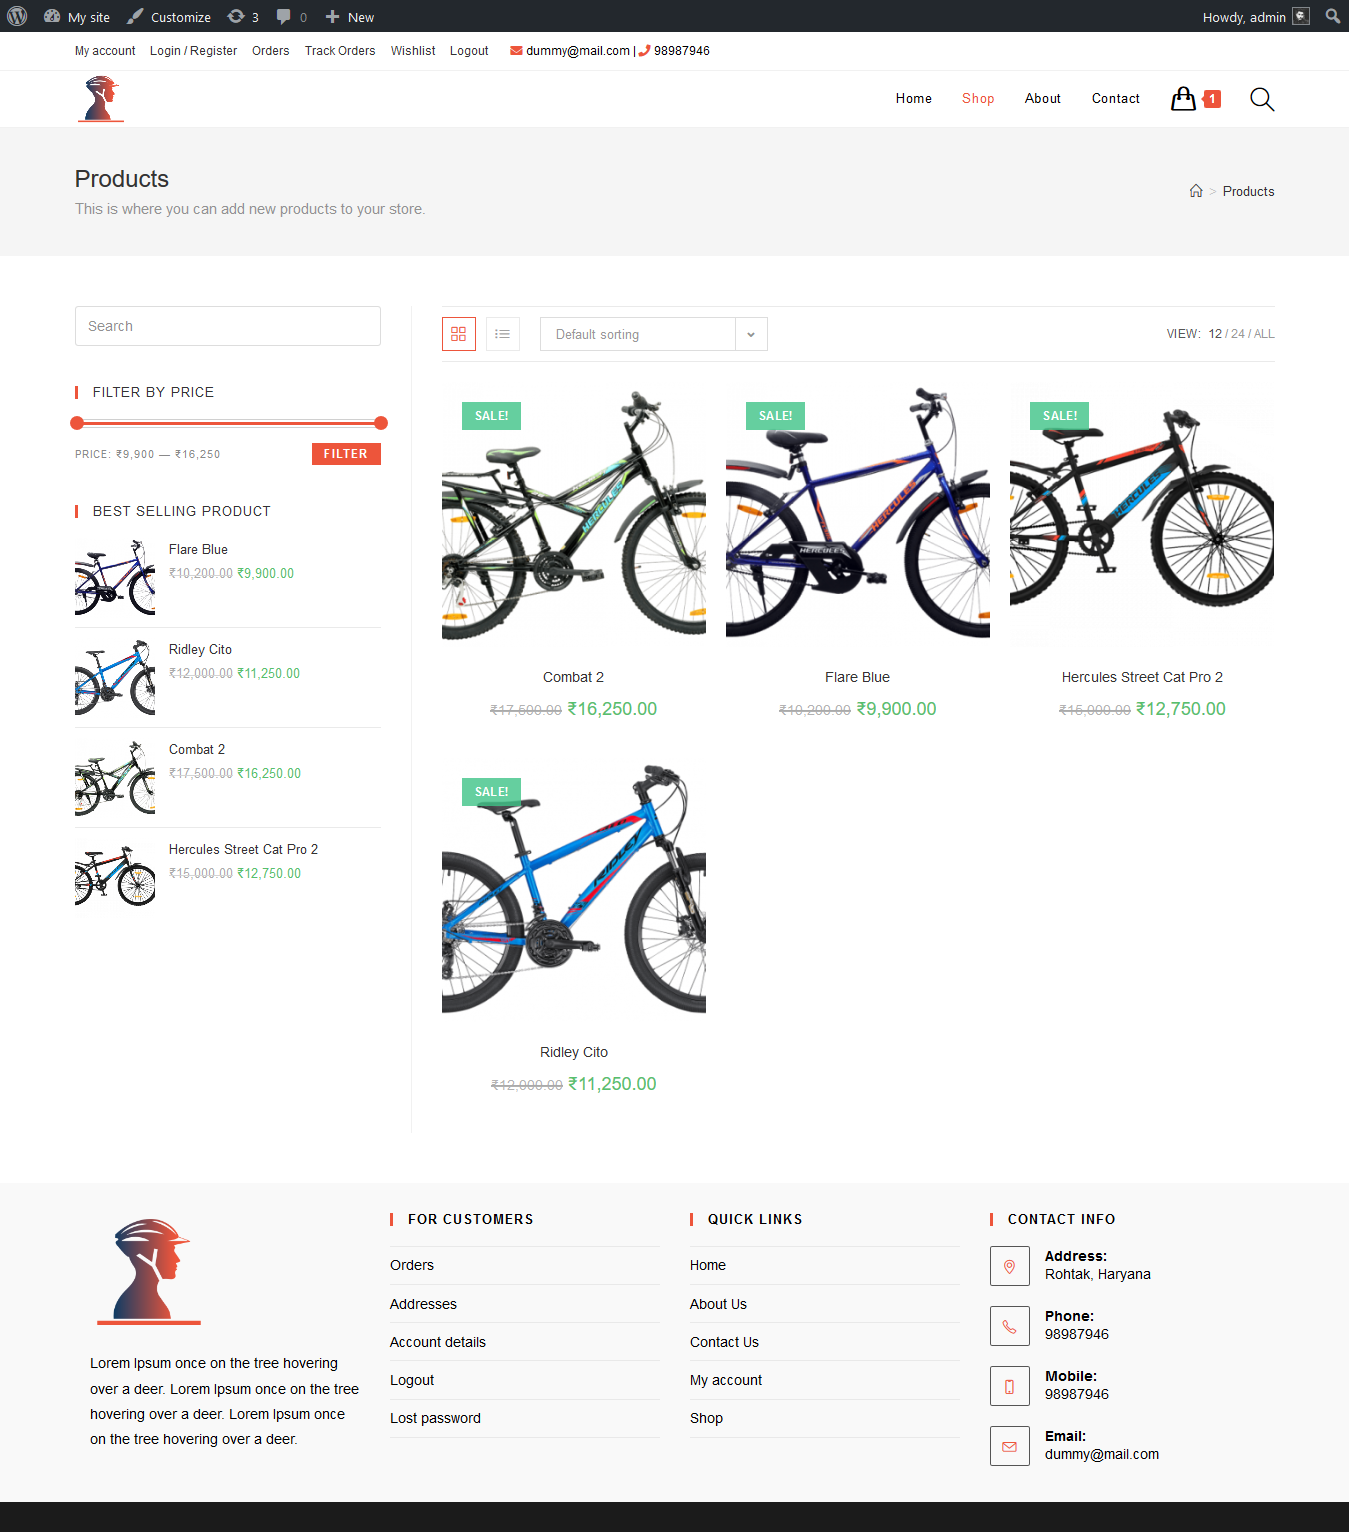 My site Customize 3 0 New Howdy, admin
My account Login / Register Orders Track Orders Wishlist Logout dummy@mail.com | 98987946
Home Shop About Contact 1
Products
This is where you can add new products to your store.
> Products
Search
FILTER BY PRICE
PRICE: ₹9,900 — ₹16,250 FILTER
BEST SELLING PRODUCT
Flare Blue
₹10,200.00 ₹9,900.00
Ridley Cito
₹12,000.00 ₹11,250.00
Combat 2
₹17,500.00 ₹16,250.00
Hercules Street Cat Pro 2
₹15,000.00 ₹12,750.00
Default sorting VIEW: 12 / 24 / ALL
SALE! SALE! SALE!
HERCULES HERCULES HERCULES
HERCULES
Combat 2 Flare Blue Hercules Street Cat Pro 2
₹17,500.00 ₹16,250.00 ₹10,200.00 ₹9,900.00 ₹15,000.00 ₹12,750.00
SALE!
RIDLEY
Ridley Cito
₹12,000.00 ₹11,250.00
Lorem Ipsum once on the tree hovering
over a deer. Lorem Ipsum once on the tree
hovering over a deer. Lorem Ipsum once
on the tree hovering over a deer.
FOR CUSTOMERS
Orders
Addresses
Account details
Logout
Lost password
QUICK LINKS
Home
About Us
Contact Us
My account
Shop
CONTACT INFO
Address:
Rohtak, Haryana
Phone:
98987946
Mobile:
98987946
Email:
dummy@mail.com